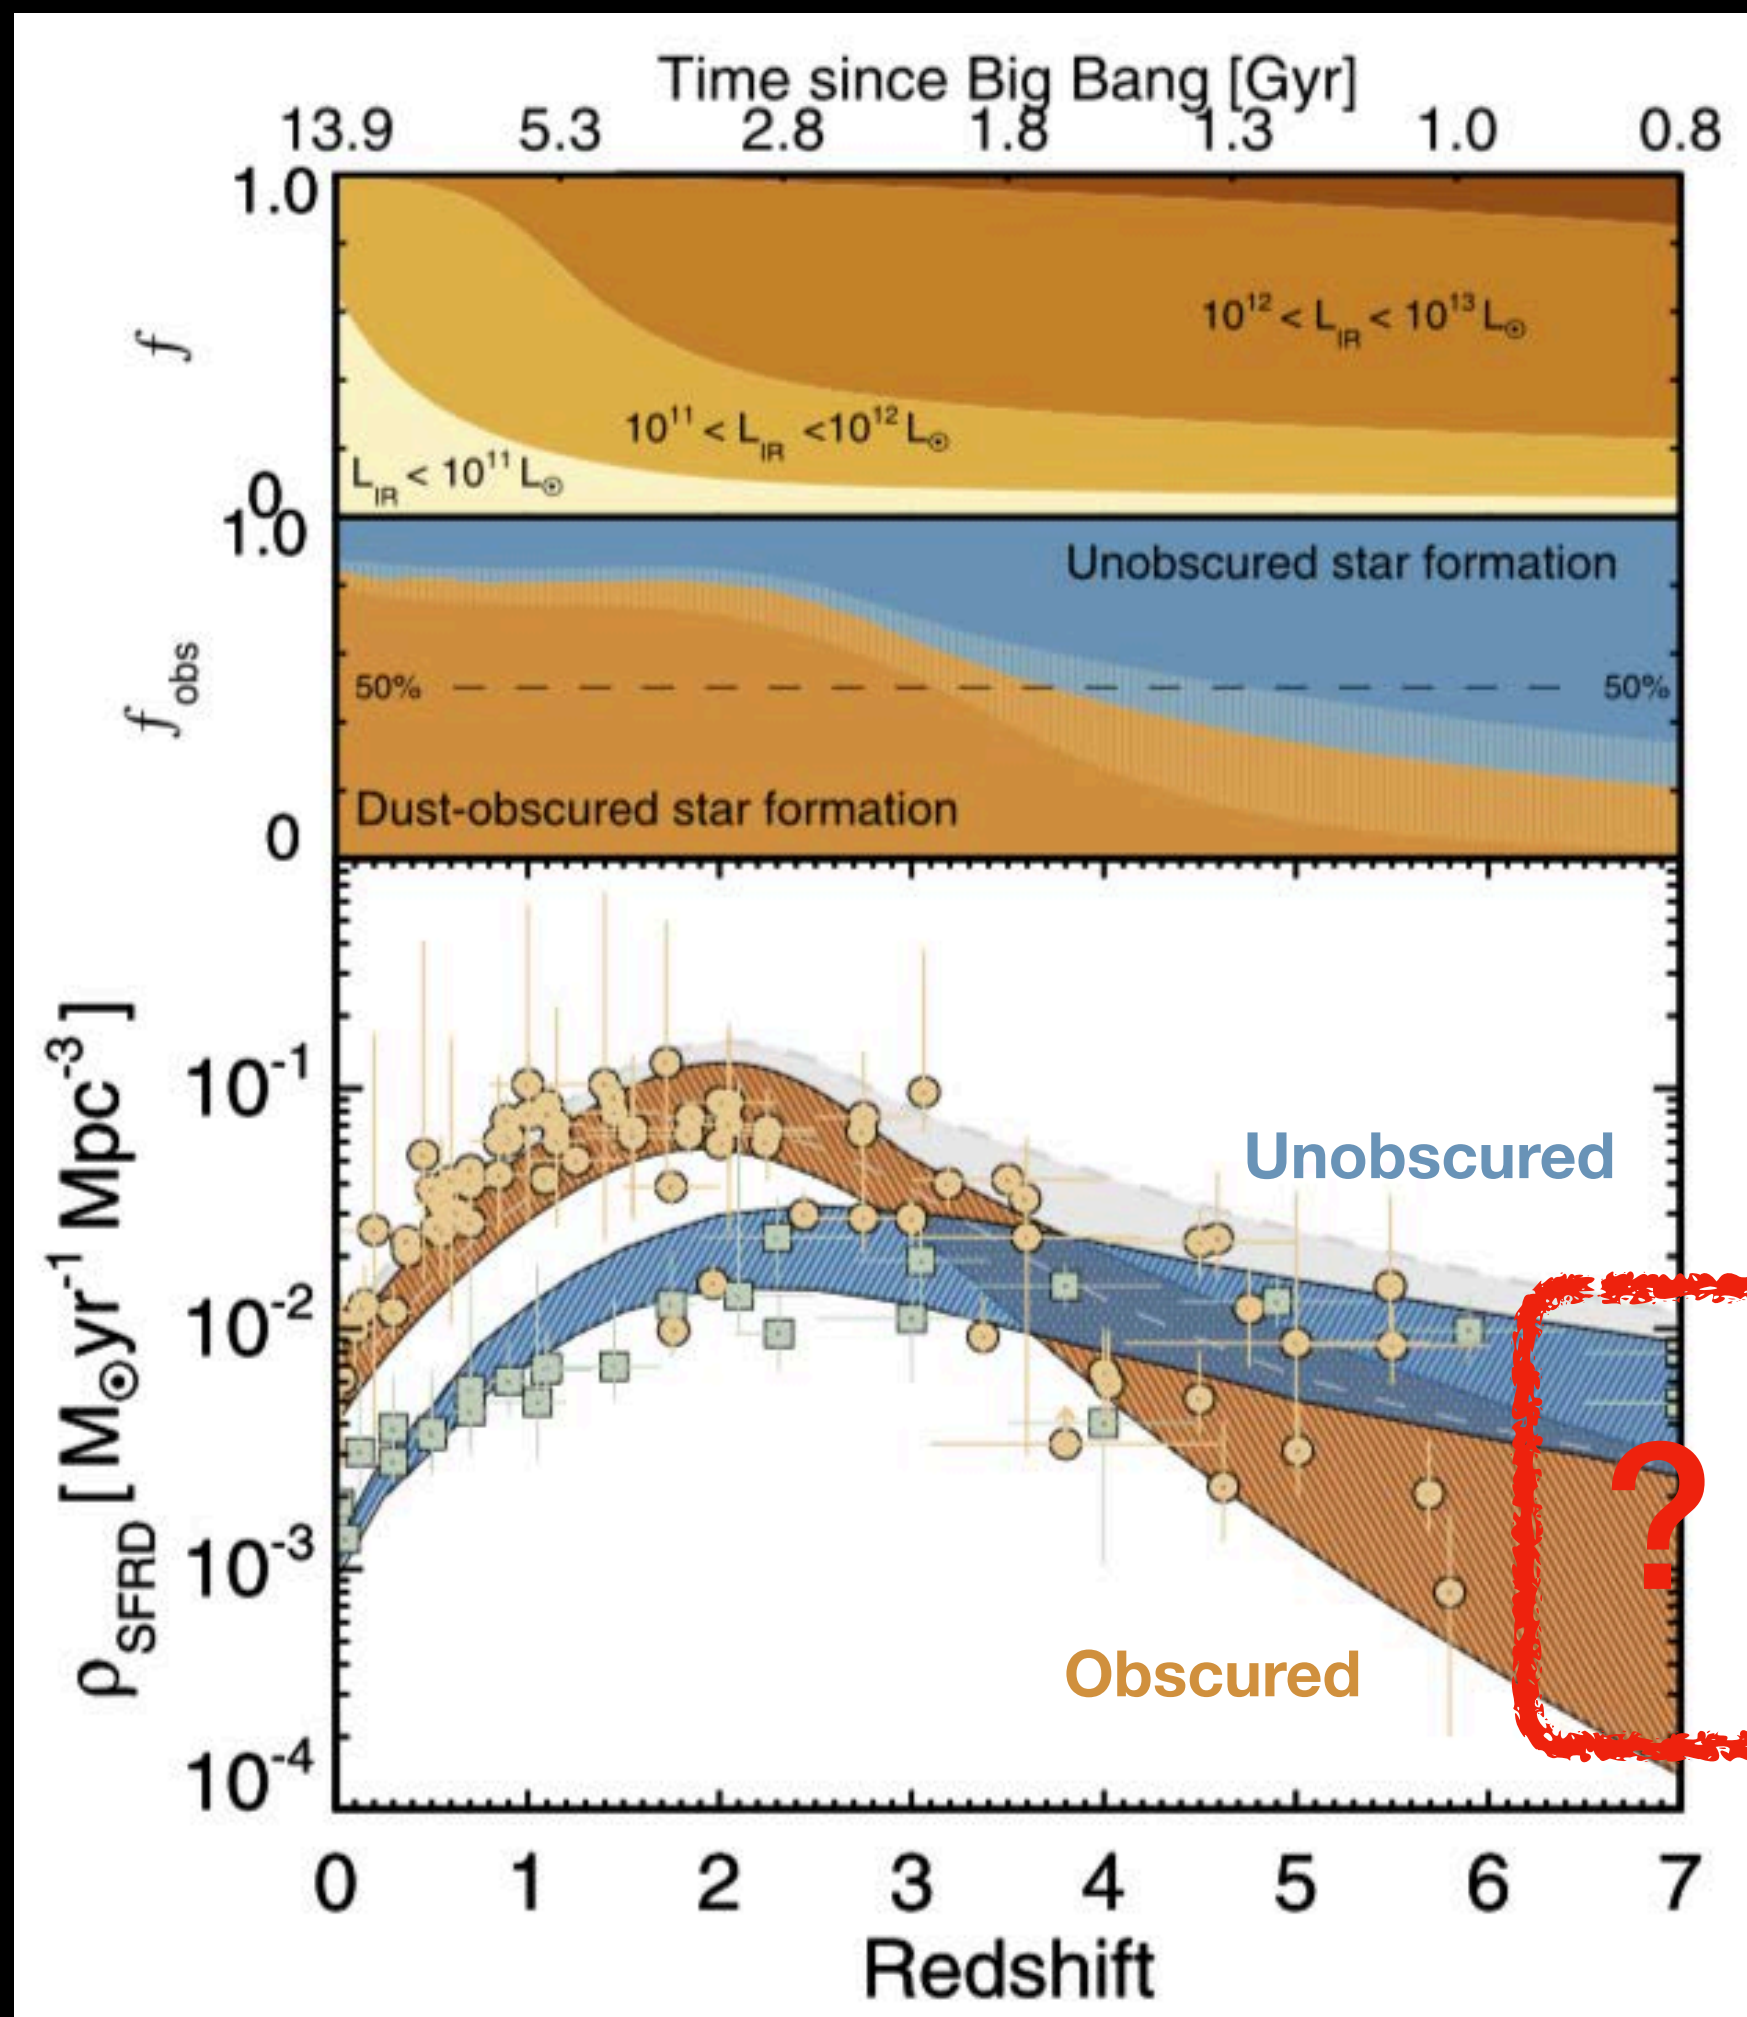 Time since Big Bang [Gyr]
13.9 5.3 2.8 1.8 1.3 1.0 0.8
1.0
f
10¹² < L_IR < 10¹³ L⊙
10¹¹ < L_IR <10¹² L⊙
L_IR < 10¹¹ L⊙
0
1.0
Unobscured star formation
f_obs
50% 50%
Dust-obscured star formation
0
ρ_SFRD [ M⊙yr⁻¹ Mpc⁻³ ]
10⁻¹
Unobscured
10⁻²
?
10⁻³
Obscured
10⁻⁴
0 1 2 3 4 5 6 7
Redshift